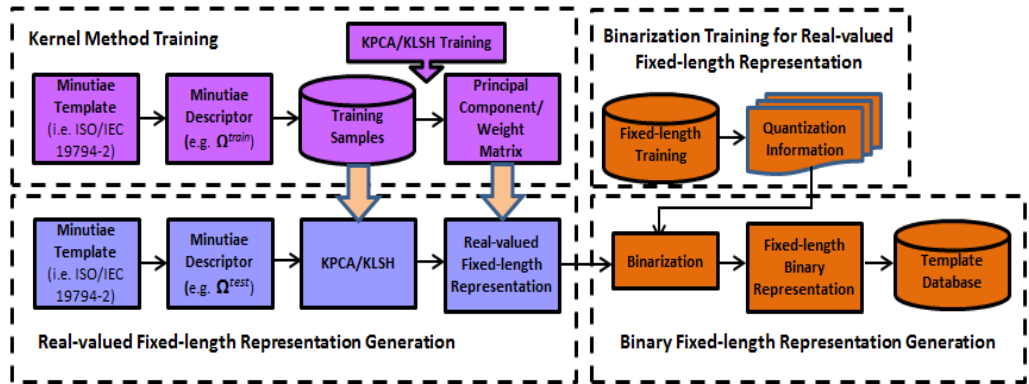 Kernel Method Training
KPCA/KLSH Training
Minutiae
Template
(i.e. ISO/IEC
19794-2)
Minutiae
Descriptor
(e.g. Ω^train)
Training
Samples
Principal
Component/
Weight
Matrix
Binarization Training for Real-valued
Fixed-length Representation
Fixed-length
Training
Quantization
Information
Minutiae
Template
(i.e. ISO/IEC
19794-2)
Minutiae
Descriptor
(e.g. Ω^test)
KPCA/KLSH
Real-valued
Fixed-length
Representation
Real-valued Fixed-length Representation Generation
Binarization
Fixed-length
Binary
Representation
Template
Database
Binary Fixed-length Representation Generation